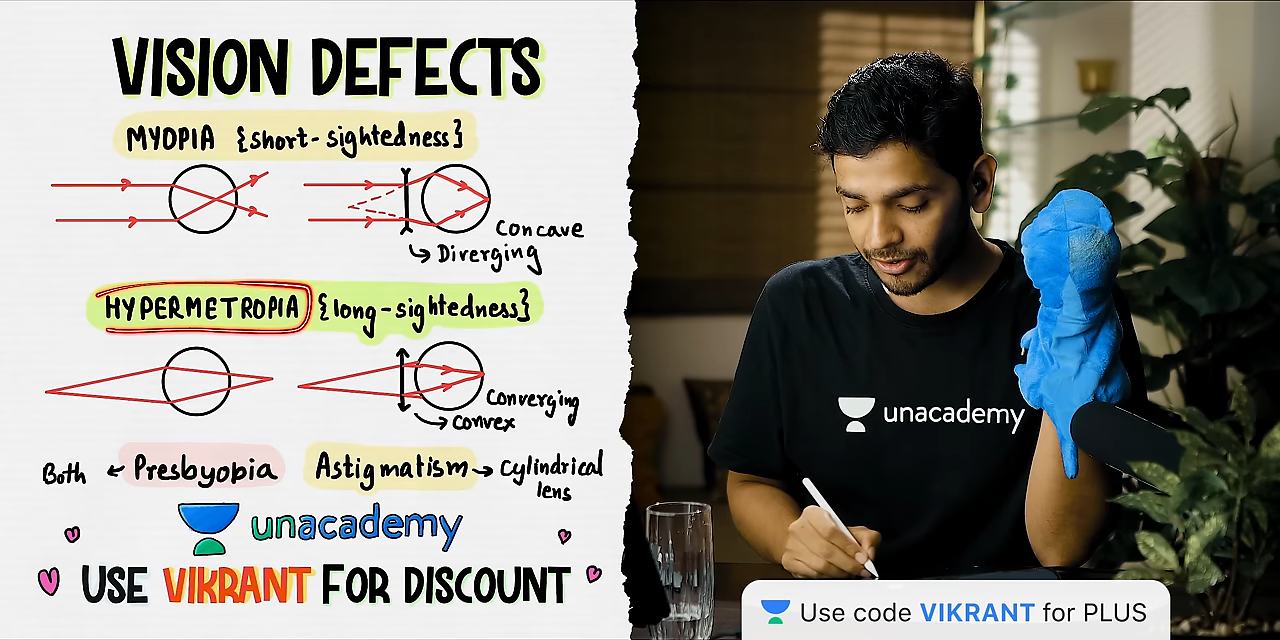 VISION DEFECTS
MYOPIA {short-sightedness}
Concave
↳ Diverging
HYPERMETROPIA {long-sightedness}
Converging
→ convex
Both ← Presbyopia
Astigmatism → Cylindrical
lens
unacademy
USE VIKRANT FOR DISCOUNT
unacademy
Use code VIKRANT for PLUS